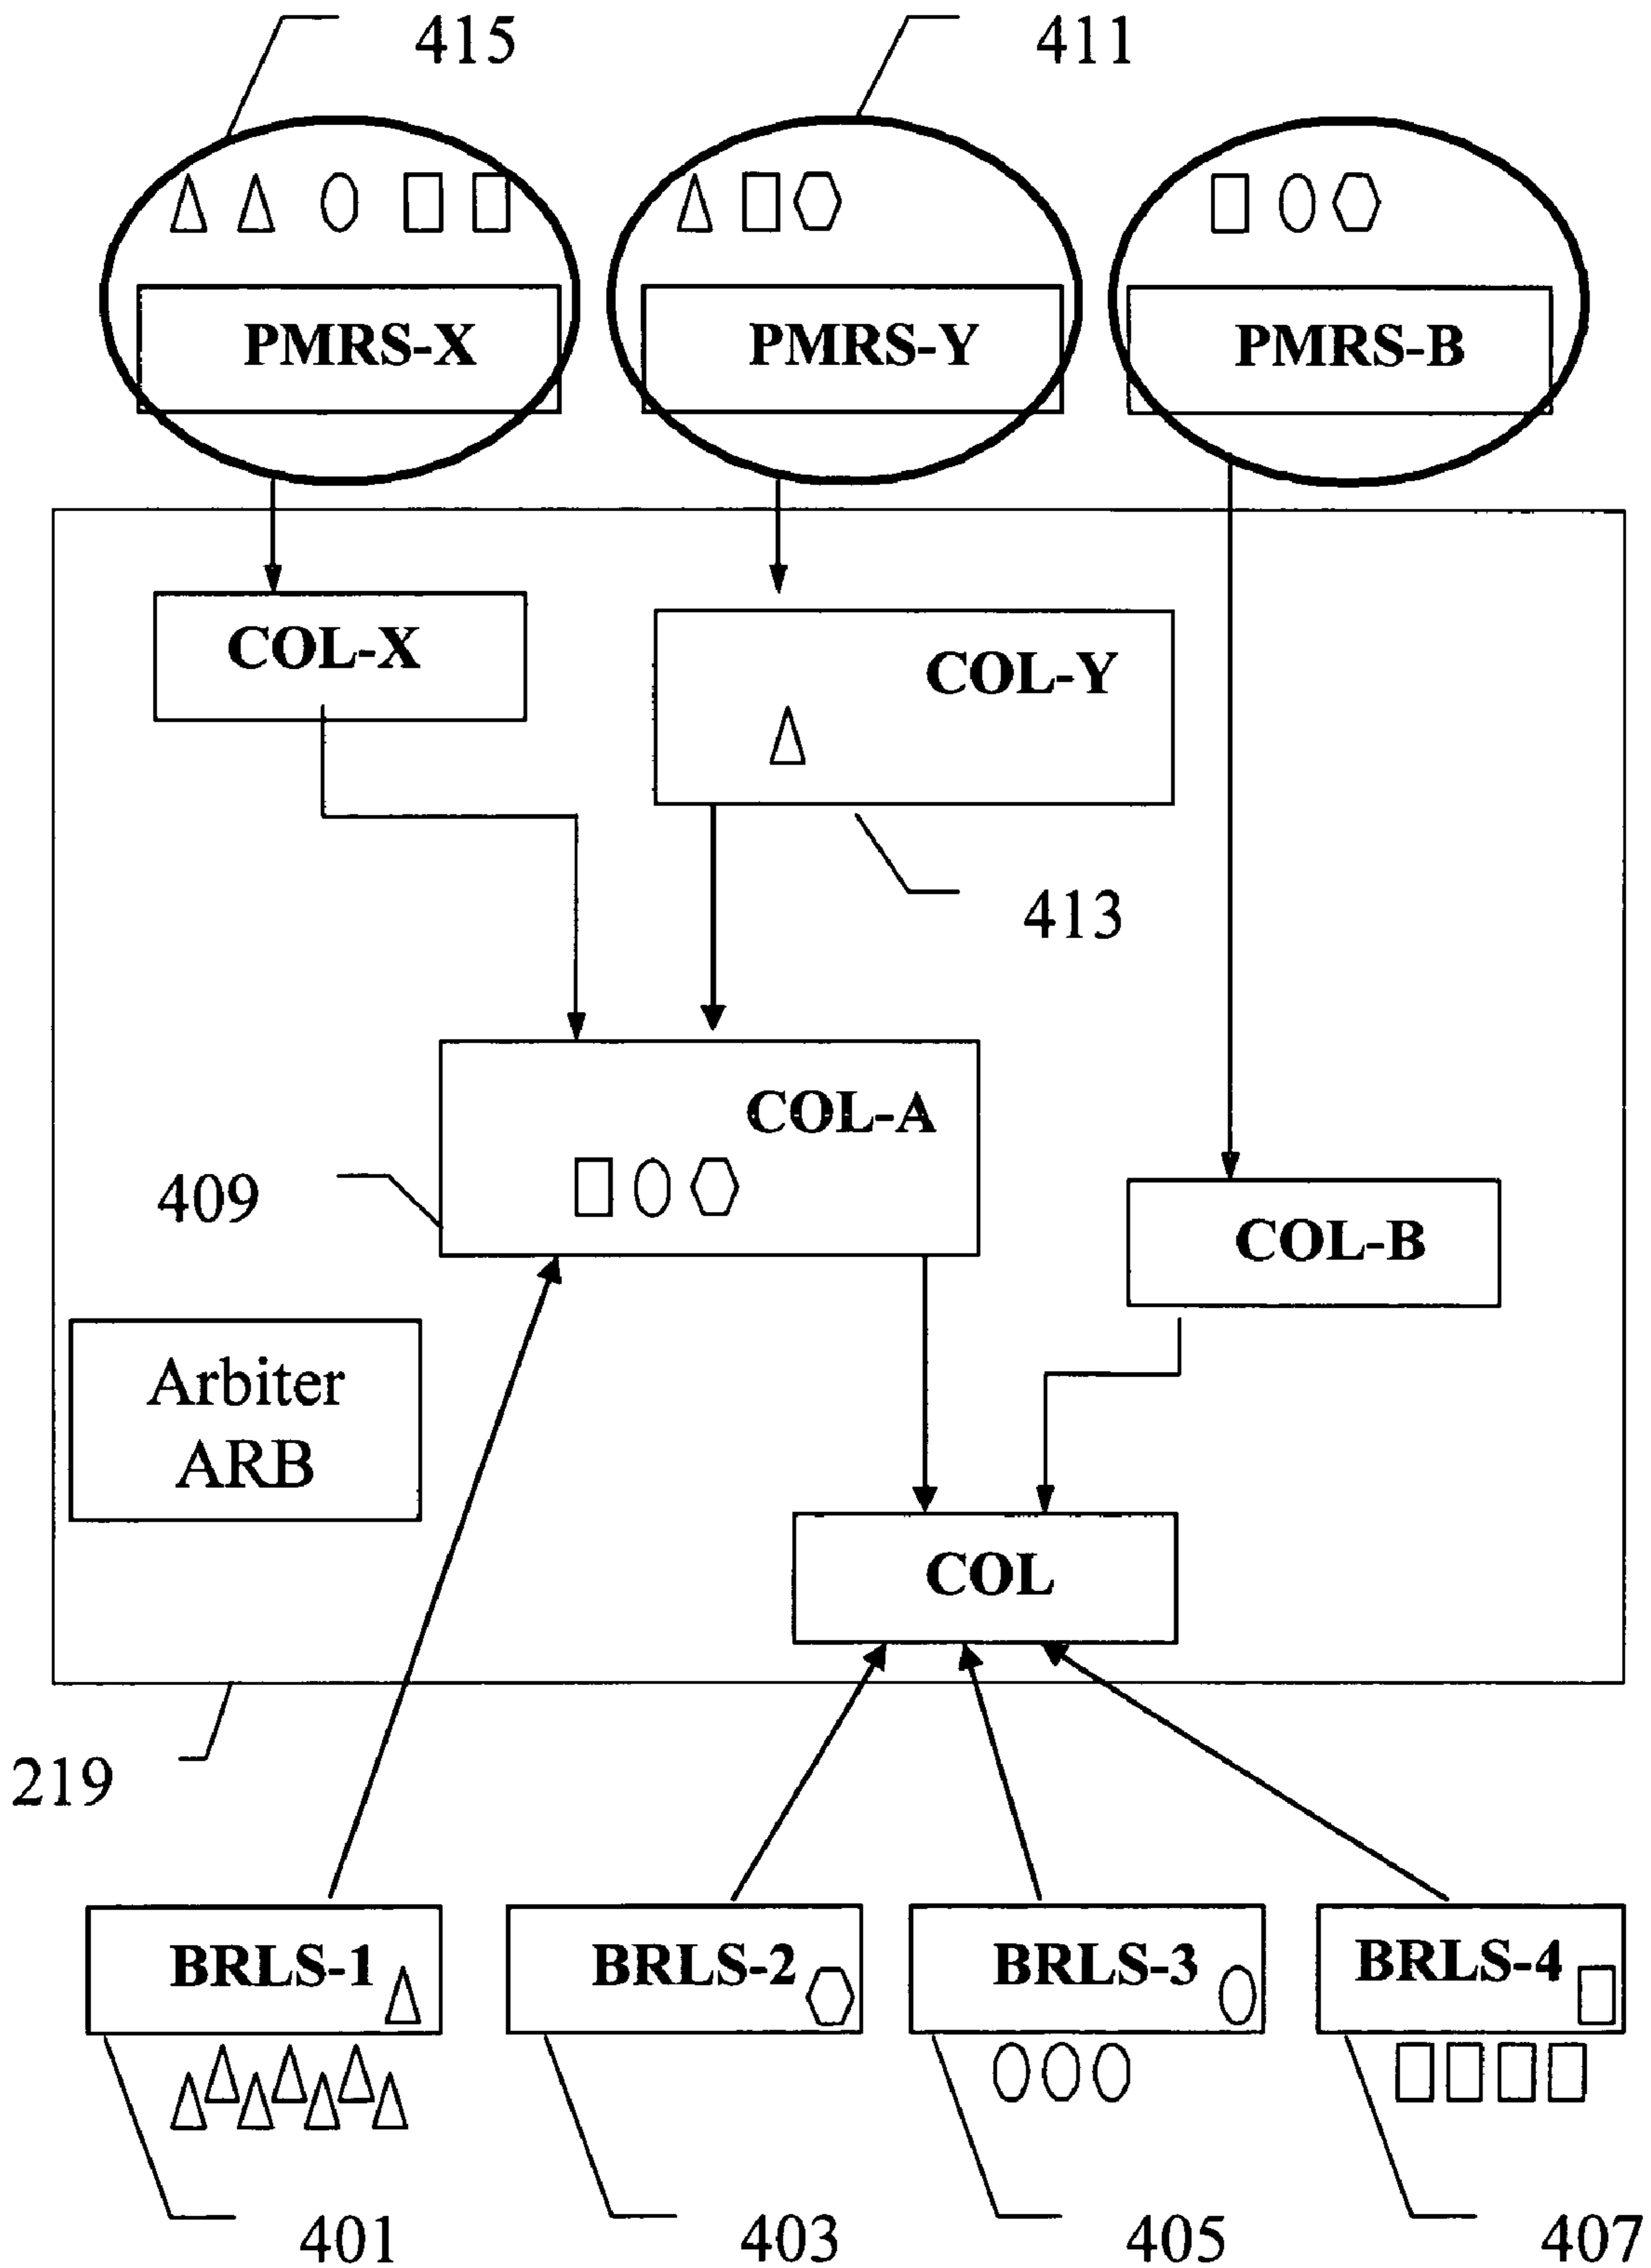 415
411
PMRS-X
PMRS-Y
PMRS-B
COL-X
COL-Y
413
COL-A
409
COL-B
Arbiter
ARB
COL
219
BRLS-1
BRLS-2
BRLS-3
BRLS-4
401
403
405
407